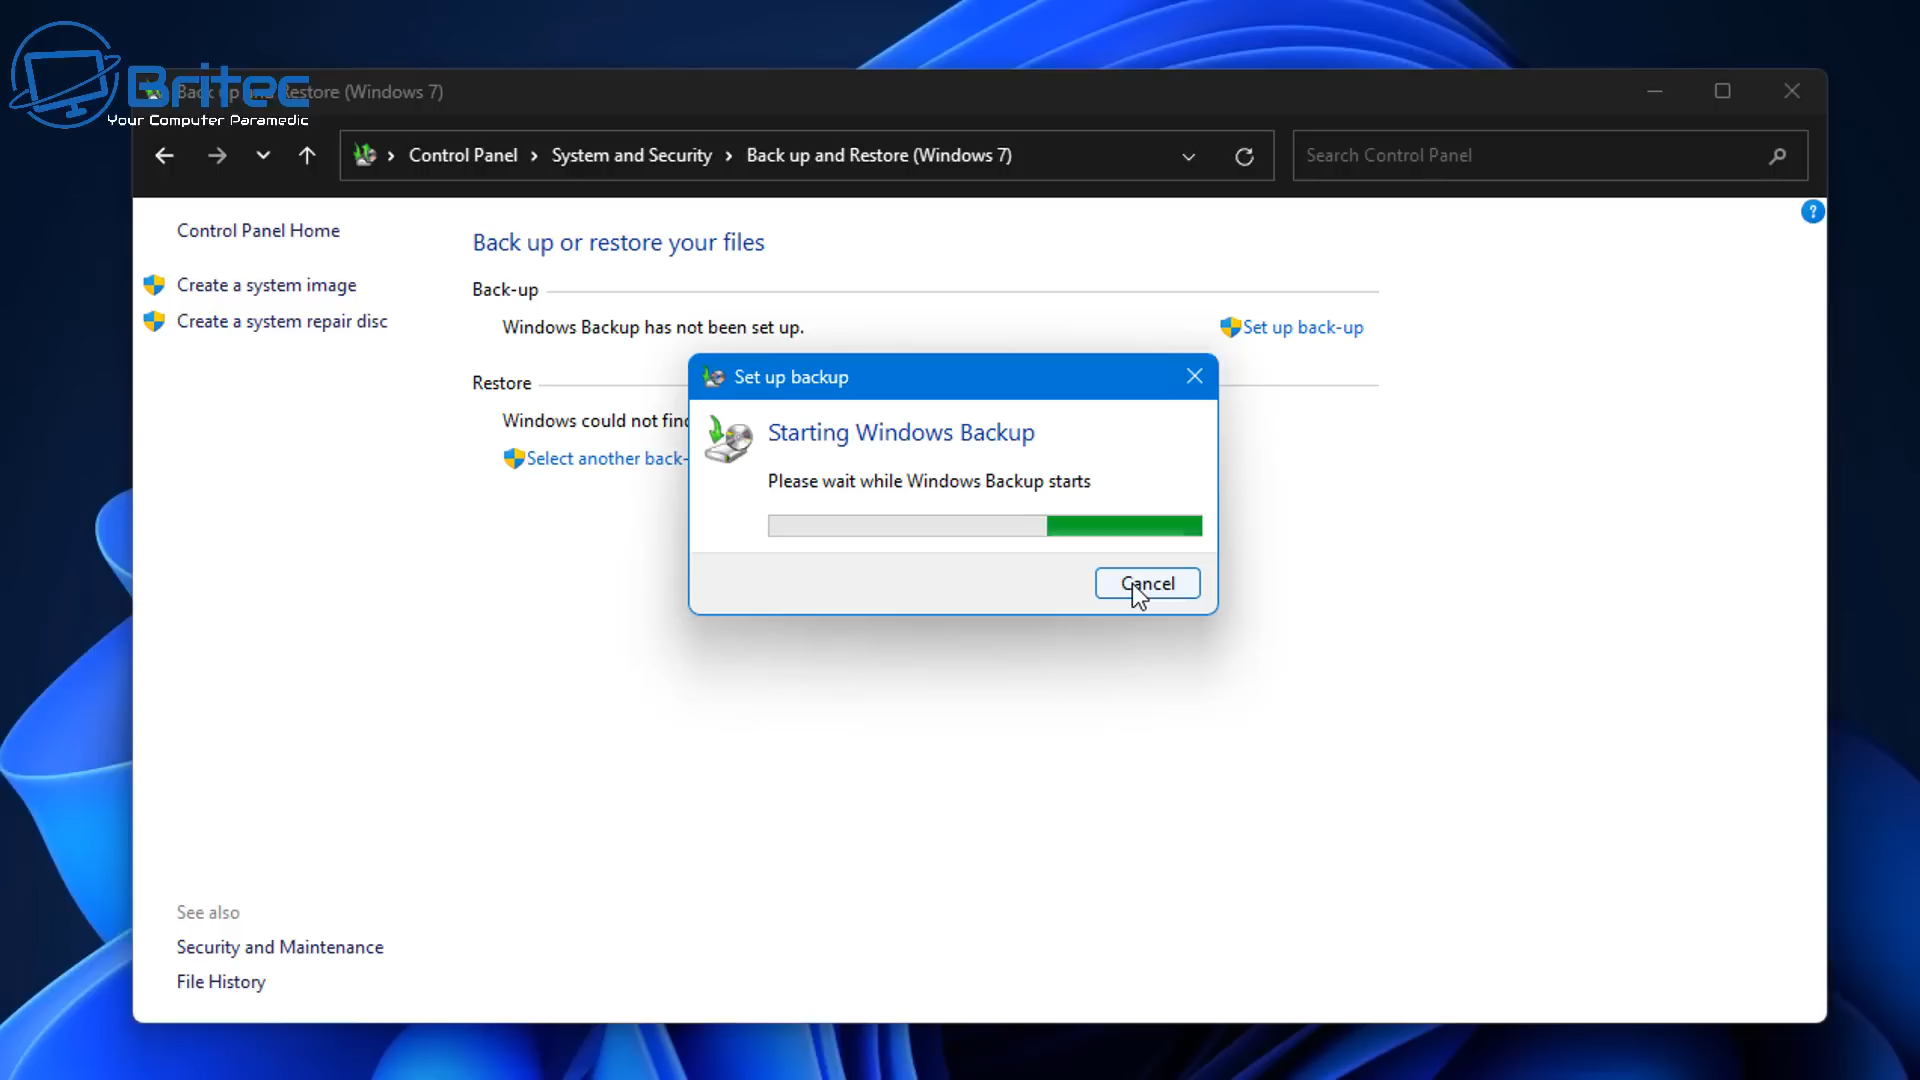 Britec
Your Computer Paramedic
Back up and Restore (Windows 7)
Control Panel
System and Security
Back up and Restore (Windows 7)
Search Control Panel
?
Control Panel Home
Create a system image
Create a system repair disc
Back up or restore your files
Back-up
Windows Backup has not been set up.
Set up back-up
Restore
Windows could not find
Select another back-
Set up backup
Starting Windows Backup
Please wait while Windows Backup starts
Cancel
See also
Security and Maintenance
File History